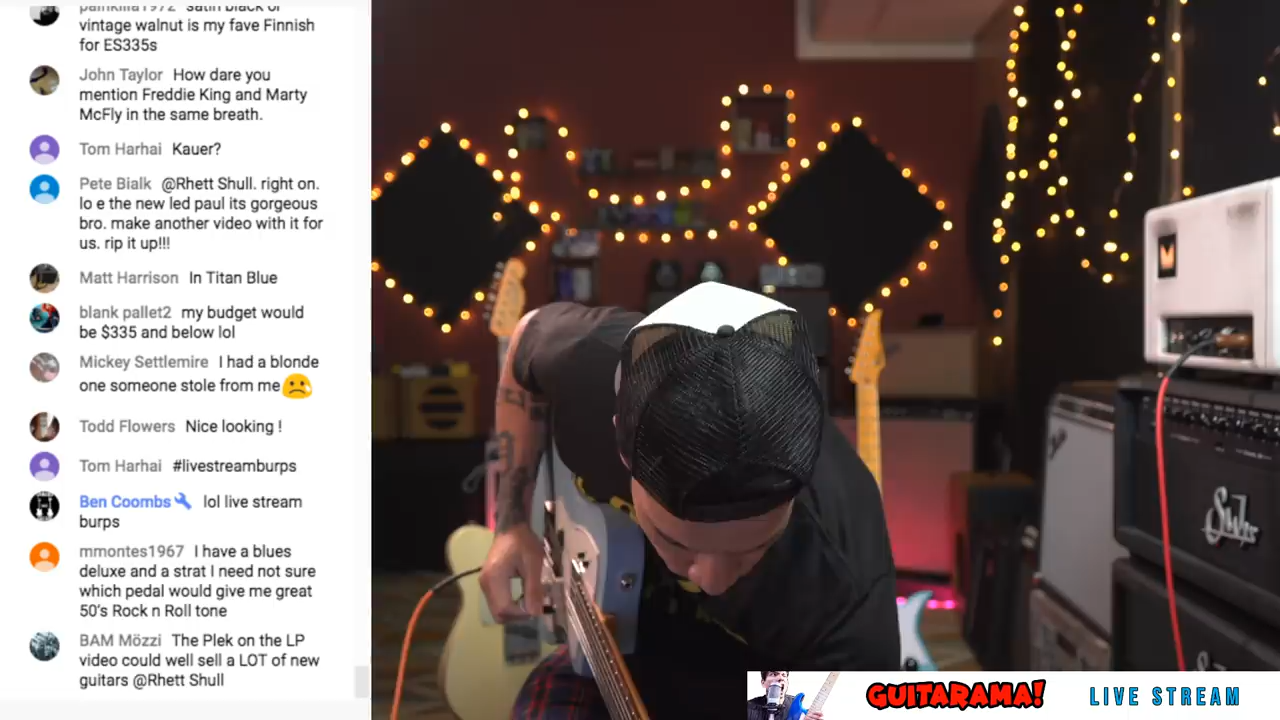 painkilla1972 satin black or
vintage walnut is my fave Finnish
for ES335s
John Taylor How dare you
mention Freddie King and Marty
McFly in the same breath.
Tom Harhai Kauer?
Pete Bialk @Rhett Shull. right on.
lo e the new led paul its gorgeous
bro. make another video with it for
us. rip it up!!!
Matt Harrison In Titan Blue
blank pallet2 my budget would
be $335 and below lol
Mickey Settlemire I had a blonde
one someone stole from me
Todd Flowers Nice looking !
Tom Harhai #livestreamburps
Ben Coombs lol live stream
burps
mmontes1967 I have a blues
deluxe and a strat I need not sure
which pedal would give me great
50's Rock n Roll tone
BAM Mözzi The Plek on the LP
video could well sell a LOT of new
guitars @Rhett Shull
Suhr
GUITARAMA! LIVE STREAM